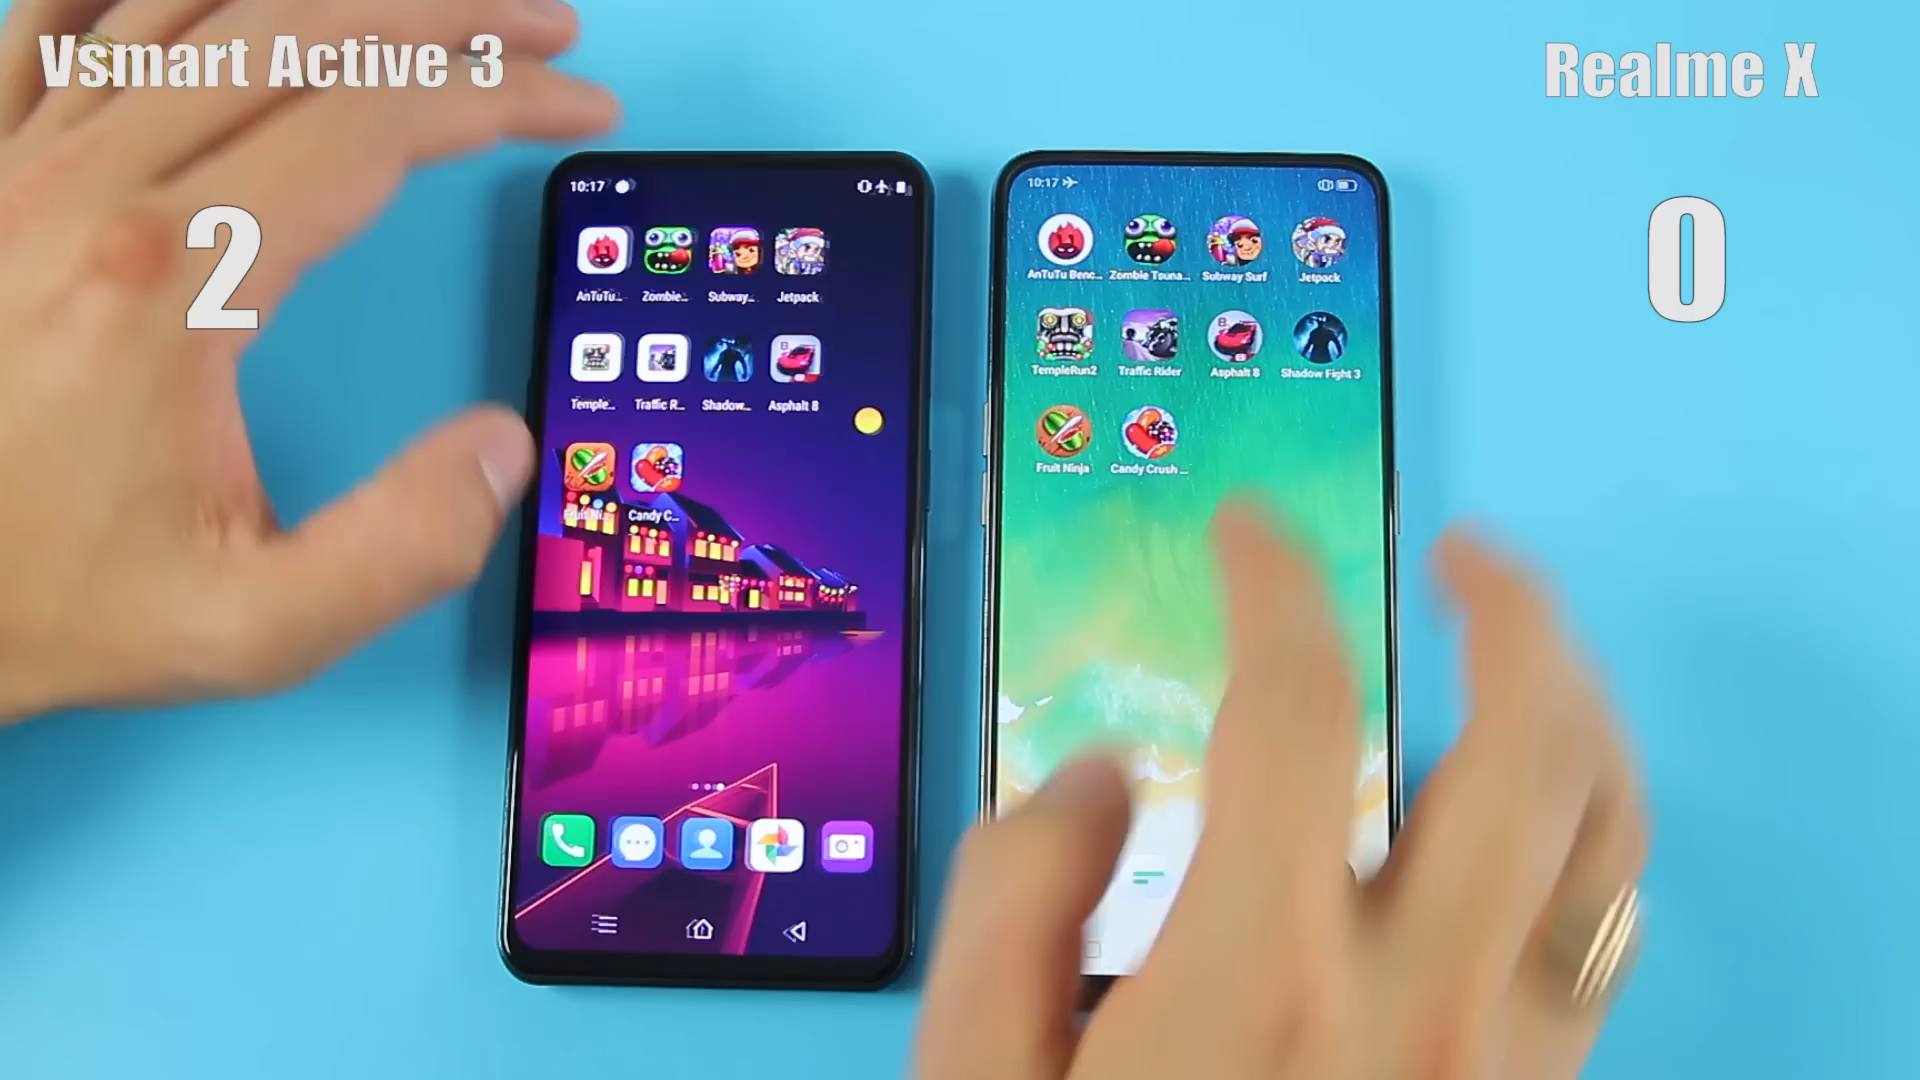 Vsmart Active 3
Realme X
2
0
10:17
AnTuTu... Zombie... Subway... Jetpack
Temple... Traffic R... Shadow... Asphalt 8
Fruit Ni... Candy C...
10:17
AnTuTu Benc... Zombie Tsuna... Subway Surf Jetpack
TempleRun2 Traffic Rider Asphalt 8 Shadow Fight 3
Fruit Ninja Candy Crush ...